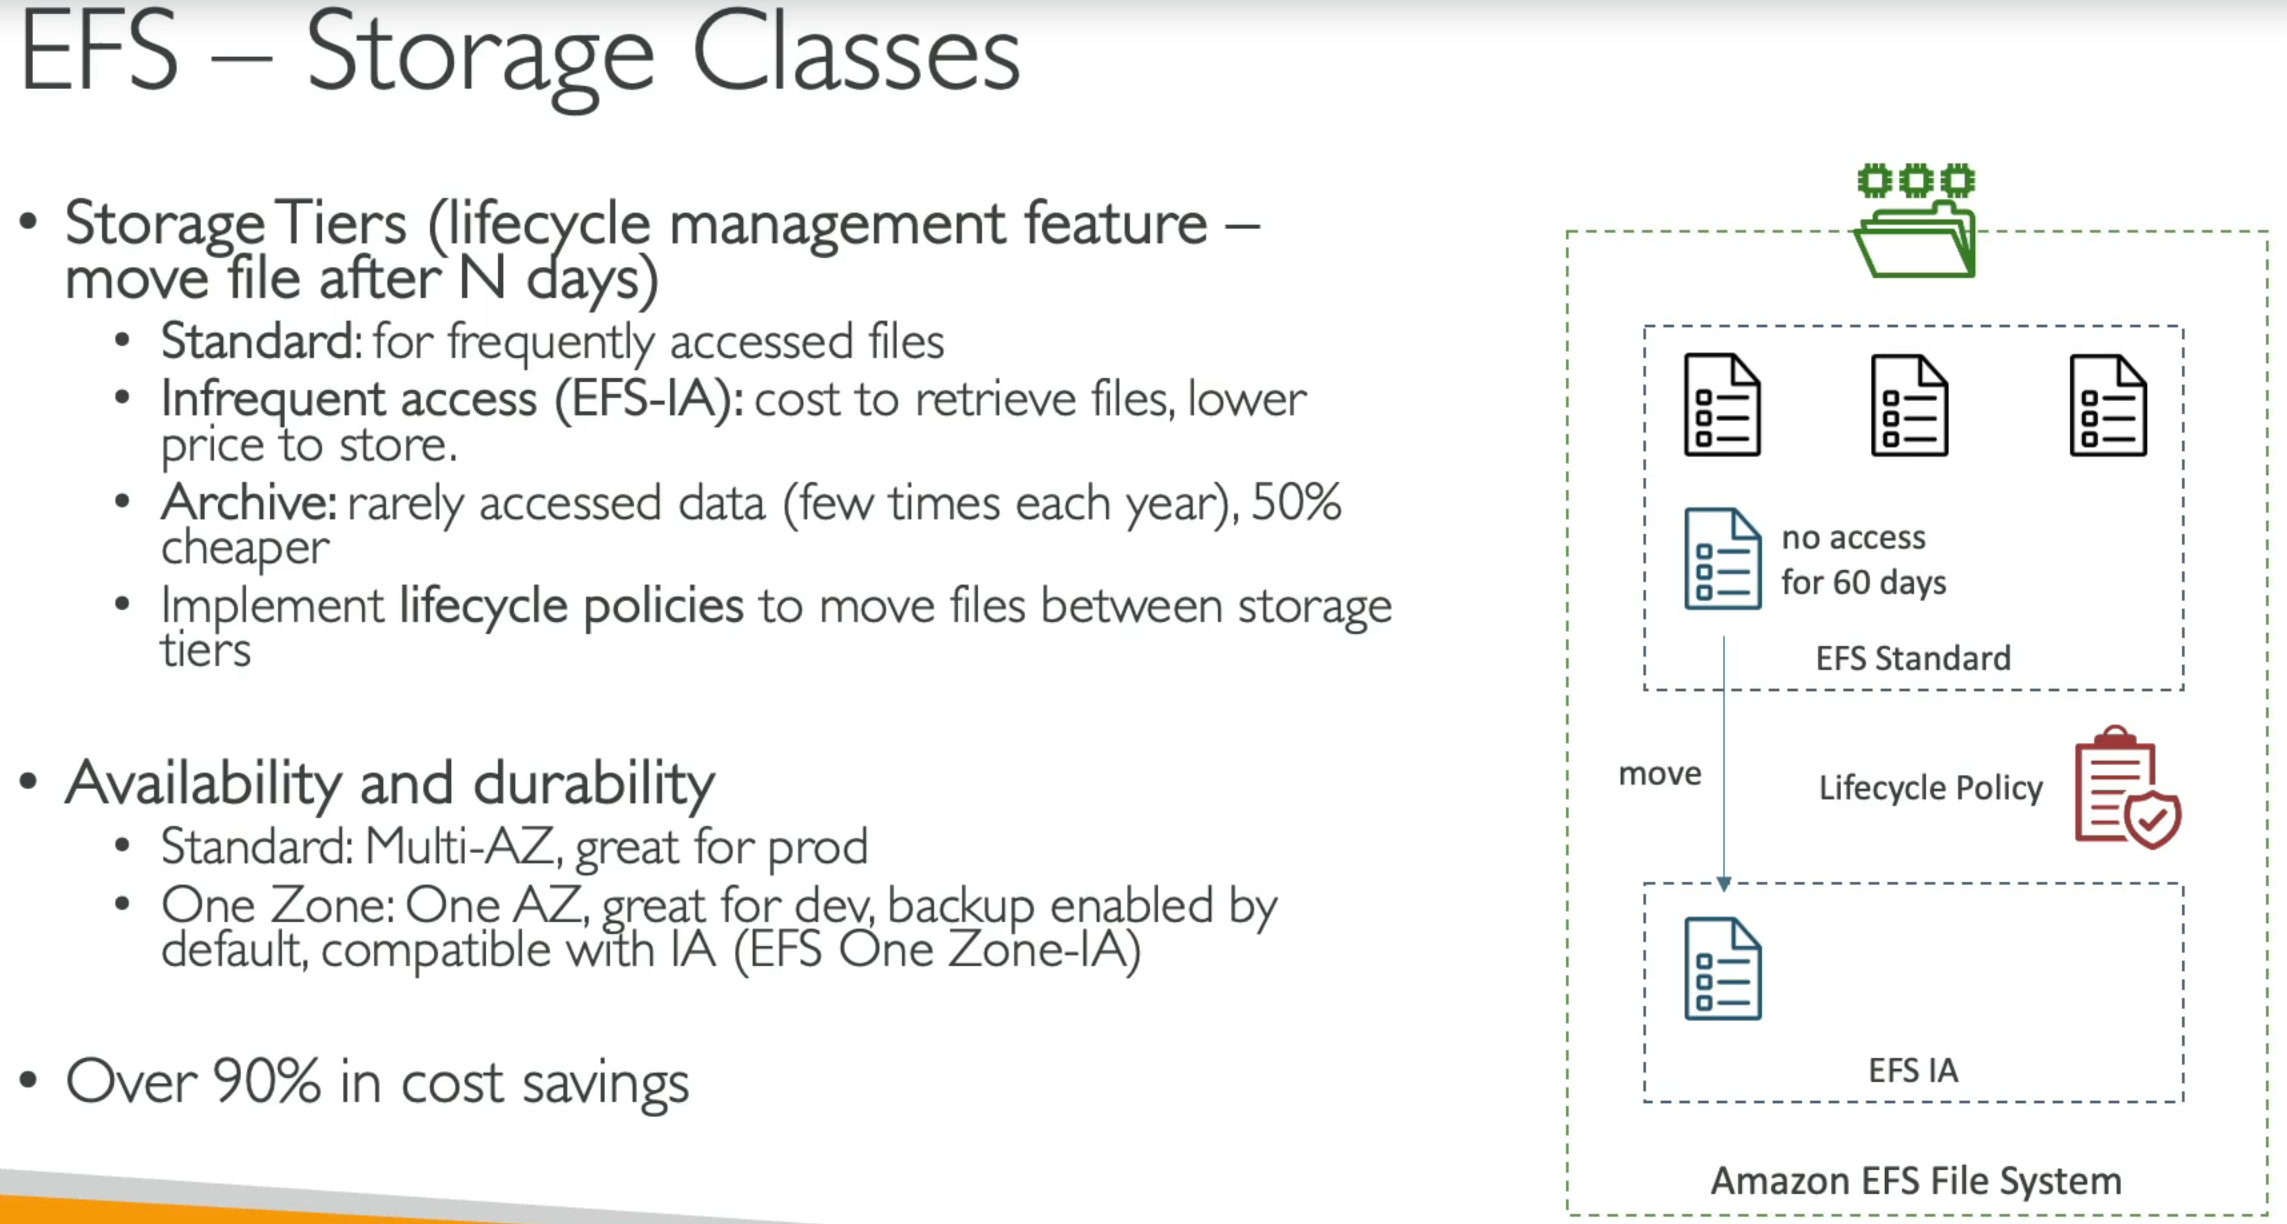 EFS – Storage Classes
• Storage Tiers (lifecycle management feature –
move file after N days)
• Standard: for frequently accessed files
• Infrequent access (EFS-IA): cost to retrieve files, lower
price to store.
• Archive: rarely accessed data (few times each year), 50%
cheaper
• Implement lifecycle policies to move files between storage
tiers
• Availability and durability
• Standard: Multi-AZ, great for prod
• One Zone: One AZ, great for dev, backup enabled by
default, compatible with IA (EFS One Zone-IA)
• Over 90% in cost savings
no access
for 60 days
EFS Standard
move
Lifecycle Policy
EFS IA
Amazon EFS File System